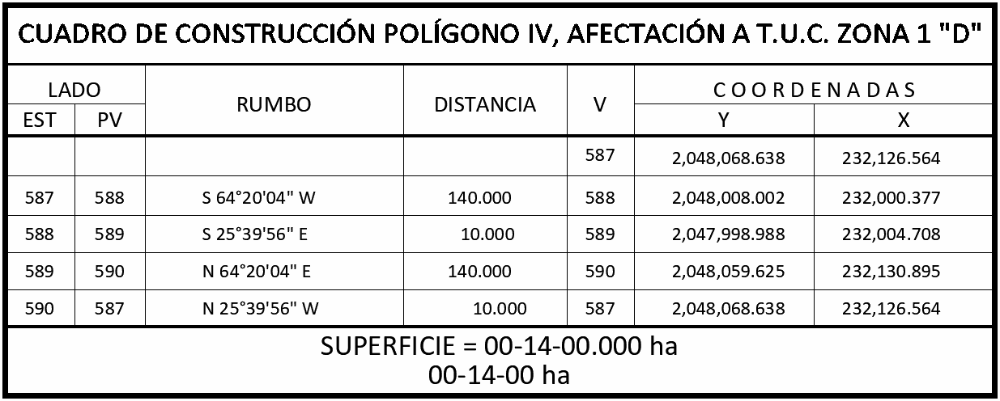 CUADRO DE CONSTRUCCIÓN POLÍGONO IV, AFECTACIÓN A T.U.C. ZONA 1 "D"
LADO RUMBO DISTANCIA V C O O R D E N A D A S
EST PV Y X
587 2,048,068.638 232,126.564
587 588 S 64°20'04" W 140.000 588 2,048,008.002 232,000.377
588 589 S 25°39'56" E 10.000 589 2,047,998.988 232,004.708
589 590 N 64°20'04" E 140.000 590 2,048,059.625 232,130.895
590 587 N 25°39'56" W 10.000 587 2,048,068.638 232,126.564
SUPERFICIE = 00-14-00.000 ha
00-14-00 ha